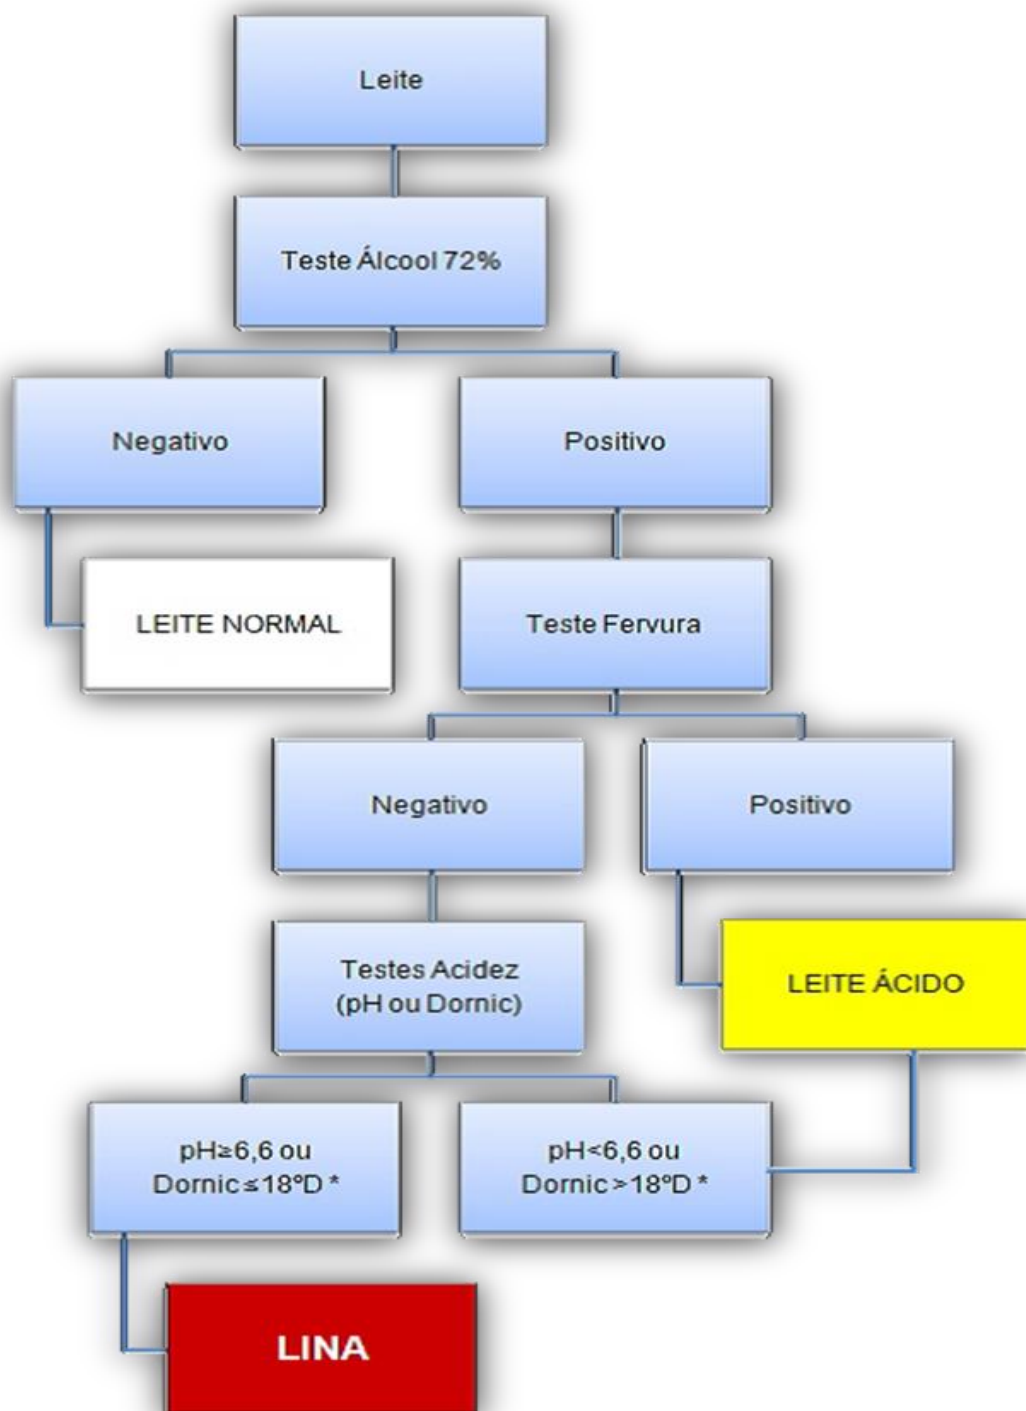 Leite
Teste Álcool 72%
Negativo
Positivo
LEITE NORMAL
Teste Fervura
Negativo
Positivo
Testes Acidez
(pH ou Dornic)
LEITE ÁCIDO
pH≥6,6 ou
Dornic≤18ºD *
pH<6,6 ou
Dornic>18ºD *
LINA